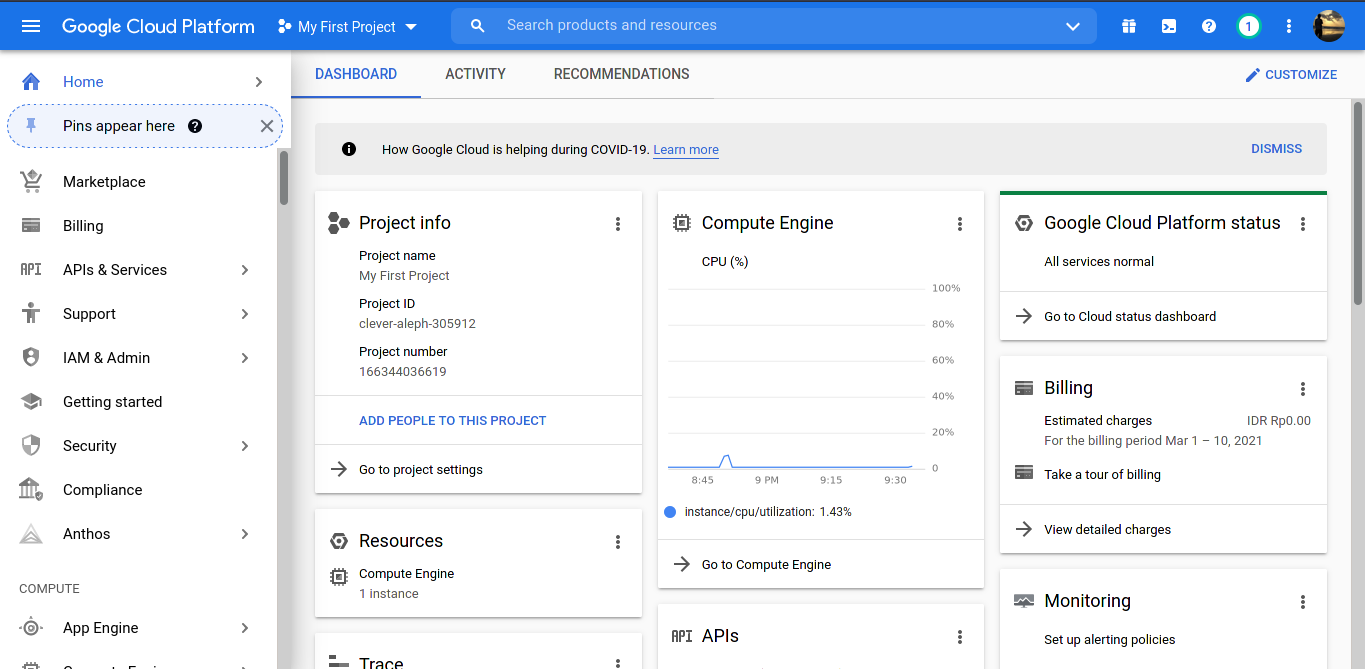 Google Cloud Platform
My First Project
Search products and resources
1
Home
Pins appear here
Marketplace
Billing
API APIs & Services
Support
IAM & Admin
Getting started
Security
Compliance
Anthos
COMPUTE
App Engine
DASHBOARD
ACTIVITY
RECOMMENDATIONS
CUSTOMIZE
How Google Cloud is helping during COVID-19. Learn more
DISMISS
Project info
Project name
My First Project
Project ID
clever-aleph-305912
Project number
166344036619
ADD PEOPLE TO THIS PROJECT
Go to project settings
Resources
Compute Engine
1 instance
Trace
Compute Engine
CPU (%)
100%
80%
60%
40%
20%
0
8:45
9 PM
9:15
9:30
instance/cpu/utilization: 1.43%
Go to Compute Engine
API APIs
Google Cloud Platform status
All services normal
Go to Cloud status dashboard
Billing
Estimated charges
IDR Rp0.00
For the billing period Mar 1 – 10, 2021
Take a tour of billing
View detailed charges
Monitoring
Set up alerting policies